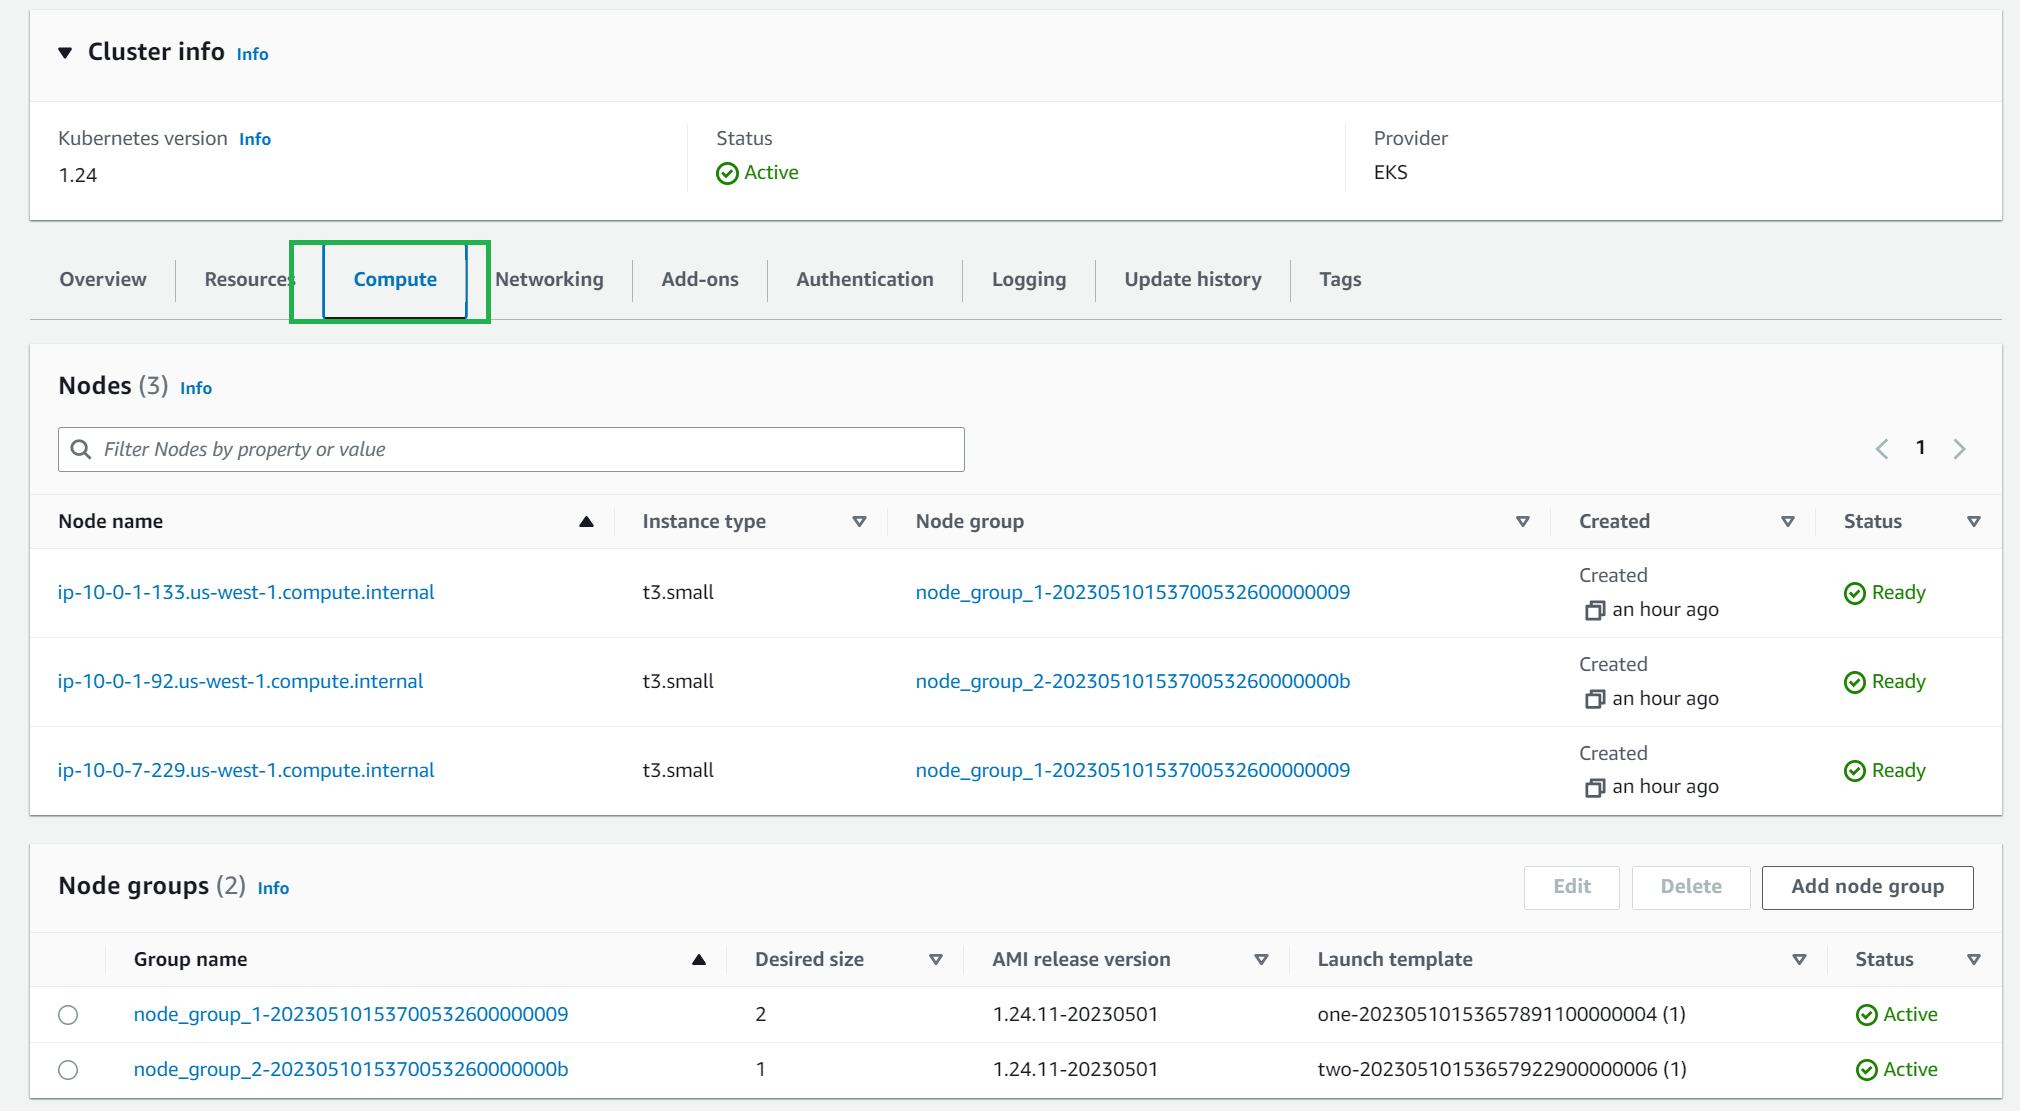 Cluster info Info
Kubernetes version Info
1.24
Status
Active
Provider
EKS
Overview Resources Compute Networking Add-ons Authentication Logging Update history Tags
Nodes (3) Info
Filter Nodes by property or value
1
Node name Instance type Node group Created Status
ip-10-0-1-133.us-west-1.compute.internal t3.small node_group_1-20230510153700532600000009 Created an hour ago Ready
ip-10-0-1-92.us-west-1.compute.internal t3.small node_group_2-2023051015370053260000000b Created an hour ago Ready
ip-10-0-7-229.us-west-1.compute.internal t3.small node_group_1-20230510153700532600000009 Created an hour ago Ready
Node groups (2) Info
Edit Delete Add node group
Group name Desired size AMI release version Launch template Status
node_group_1-20230510153700532600000009 2 1.24.11-20230501 one-20230510153657891100000004 (1) Active
node_group_2-2023051015370053260000000b 1 1.24.11-20230501 two-20230510153657922900000006 (1) Active